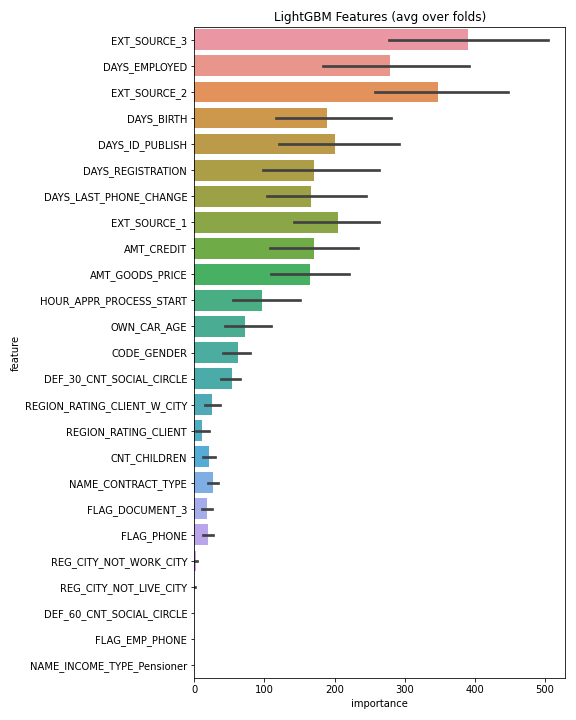 LightGBM Features (avg over folds)
EXT_SOURCE_3
DAYS_EMPLOYED
EXT_SOURCE_2
DAYS_BIRTH
DAYS_ID_PUBLISH
DAYS_REGISTRATION
DAYS_LAST_PHONE_CHANGE
EXT_SOURCE_1
AMT_CREDIT
AMT_GOODS_PRICE
HOUR_APPR_PROCESS_START
OWN_CAR_AGE
CODE_GENDER
DEF_30_CNT_SOCIAL_CIRCLE
REGION_RATING_CLIENT_W_CITY
REGION_RATING_CLIENT
CNT_CHILDREN
NAME_CONTRACT_TYPE
FLAG_DOCUMENT_3
FLAG_PHONE
REG_CITY_NOT_WORK_CITY
REG_CITY_NOT_LIVE_CITY
DEF_60_CNT_SOCIAL_CIRCLE
FLAG_EMP_PHONE
NAME_INCOME_TYPE_Pensioner
feature
0 100 200 300 400 500
importance